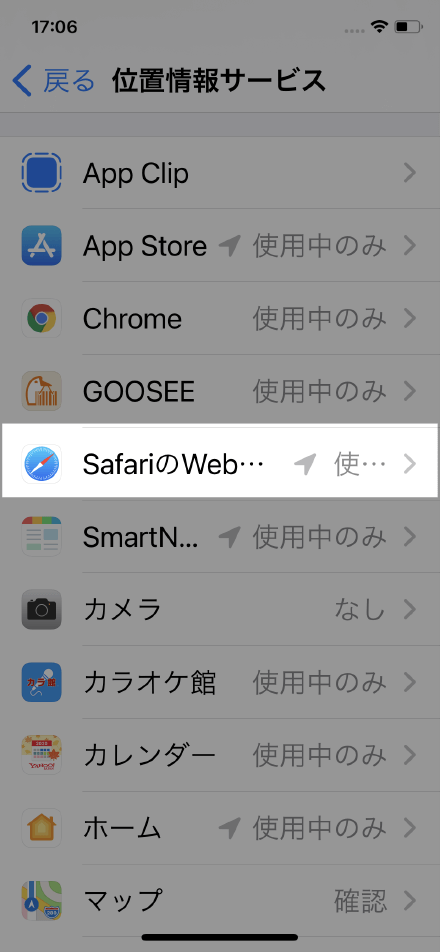 17:06
戻る 位置情報サービス
App Clip
App Store 使用中のみ
Chrome 使用中のみ
GOOSEE 使用中のみ
SafariのWeb… 使…
SmartN... 使用中のみ
カメラ なし
カラオケ館 使用中のみ
カレンダー 使用中のみ
ホーム 使用中のみ
マップ 確認